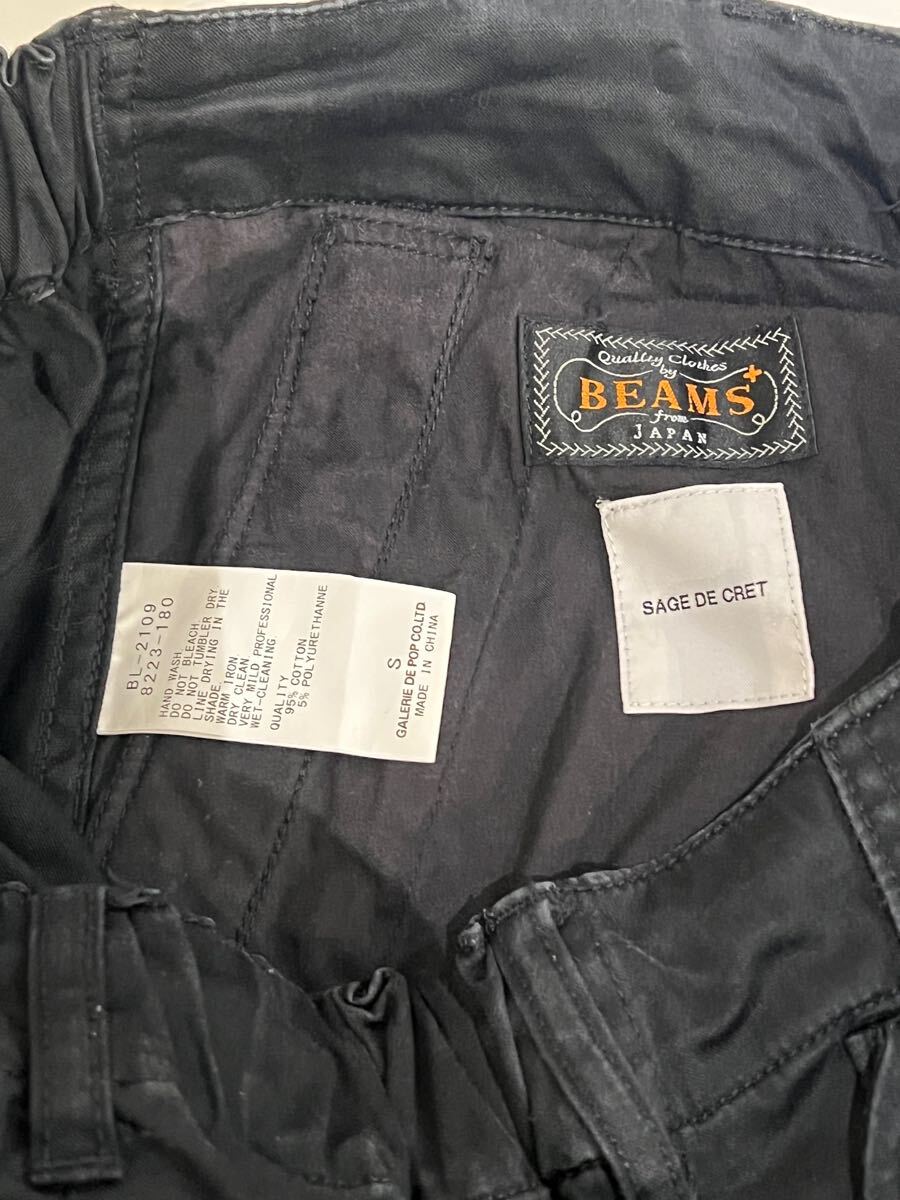 Quality Clothes
by
BEAMS+
from
JAPAN
SAGE DE CRET
BL-2109
8223-180
HAND WASH
DO NOT BLEACH.
DO NOT TUMBLER DRY
LINE DRYING IN THE
SHADE
WARM IRON
DRY CLEAN
VERY MILD PROFESSIONAL
WET-CLEANING
QUALITY
95% COTTON
5% POLYURETHANNE
S
GALERIE DE POP CO.LTD.
MADE IN CHINA